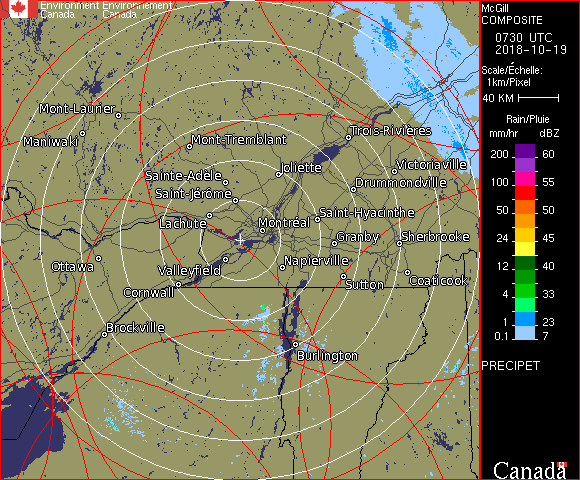 Environment Environnement
Canada Canada
McGill
COMPOSITE
0730 UTC
2018-10-19
Scale/Échelle:
1km/Pixel
40 KM
Rain/Pluie
mm/hr dBZ
200 60
100 55
50 50
24 45
12 40
4 33
1 23
0.1 7
PRECIPET
Mont-Laurier
Maniwaki
Mont-Tremblant
Trois-Rivières
Sainte-Adèle
Joliette
Victoriaville
Saint-Jérôme
Drummondville
Lachute
Montréal
Saint-Hyacinthe
Granby
Sherbrooke
Ottawa
Valleyfield
Napierville
Cornwall
Sutton
Coaticook
Brockville
Burlington
Canada